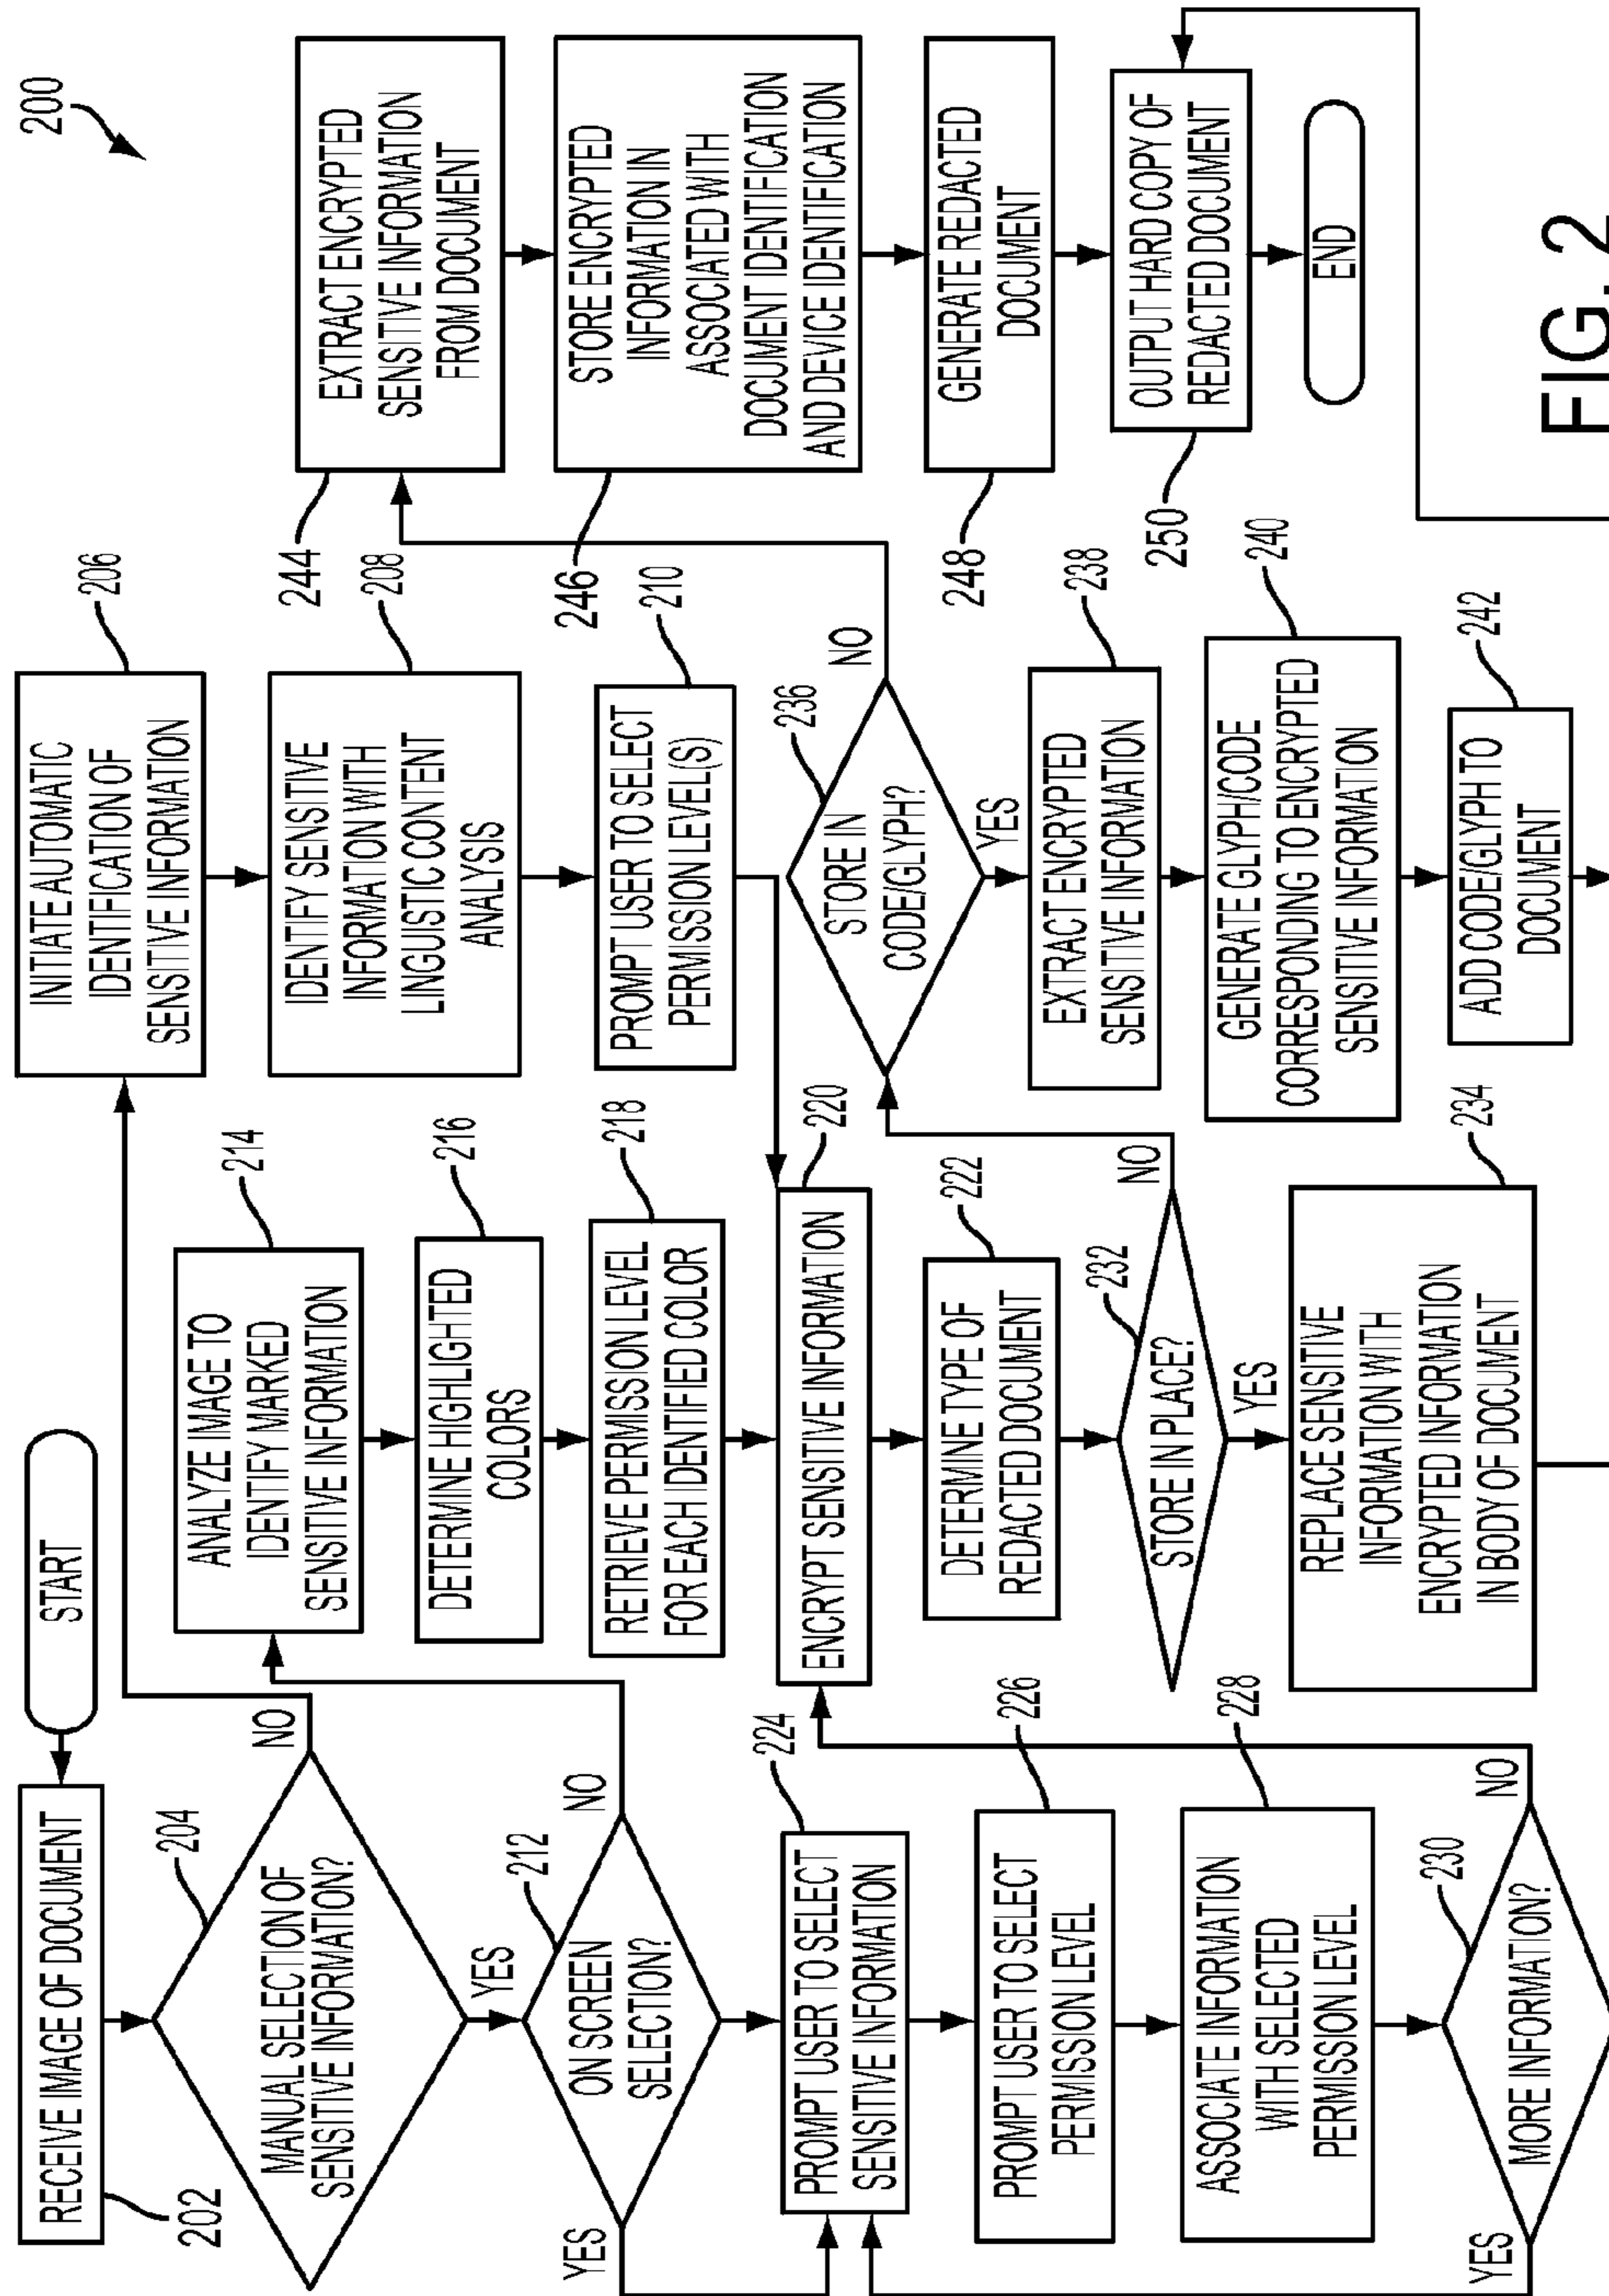 200
START
RECEIVE IMAGE OF DOCUMENT
202
MANUAL SELECTION OF
SENSITIVE INFORMATION?
204
NO
YES
INITIATE AUTOMATIC
IDENTIFICATION OF
SENSITIVE INFORMATION
206
IDENTIFY SENSITIVE
INFORMATION WITH
LINGUISTIC CONTENT
ANALYSIS
208
PROMPT USER TO SELECT
PERMISSION LEVEL(S)
210
ON SCREEN
SELECTION?
212
NO
YES
ANALYZE IMAGE TO
IDENTIFY MARKED
SENSITIVE INFORMATION
214
DETERMINE HIGHLIGHTED
COLORS
216
RETRIEVE PERMISSION LEVEL
FOR EACH IDENTIFIED COLOR
218
ENCRYPT SENSITIVE INFORMATION
220
DETERMINE TYPE OF
REDACTED DOCUMENT
222
PROMPT USER TO SELECT
SENSITIVE INFORMATION
224
PROMPT USER TO SELECT
PERMISSION LEVEL
226
ASSOCIATE INFORMATION
WITH SELECTED
PERMISSION LEVEL
228
MORE INFORMATION?
230
NO
YES
STORE IN PLACE?
232
NO
YES
REPLACE SENSITIVE
INFORMATION WITH
ENCRYPTED INFORMATION
IN BODY OF DOCUMENT
234
STORE IN
CODE/GLYPH?
236
NO
YES
EXTRACT ENCRYPTED
SENSITIVE INFORMATION
238
GENERATE GLYPH/CODE
CORRESPONDING TO ENCRYPTED
SENSITIVE INFORMATION
240
ADD CODE/GLYPH TO
DOCUMENT
242
EXTRACT ENCRYPTED
SENSITIVE INFORMATION
FROM DOCUMENT
244
STORE ENCRYPTED
INFORMATION IN
ASSOCIATED WITH
DOCUMENT IDENTIFICATION
AND DEVICE IDENTIFICATION
246
GENERATE REDACTED
DOCUMENT
248
OUTPUT HARD COPY OF
REDACTED DOCUMENT
250
END
FIG. 2